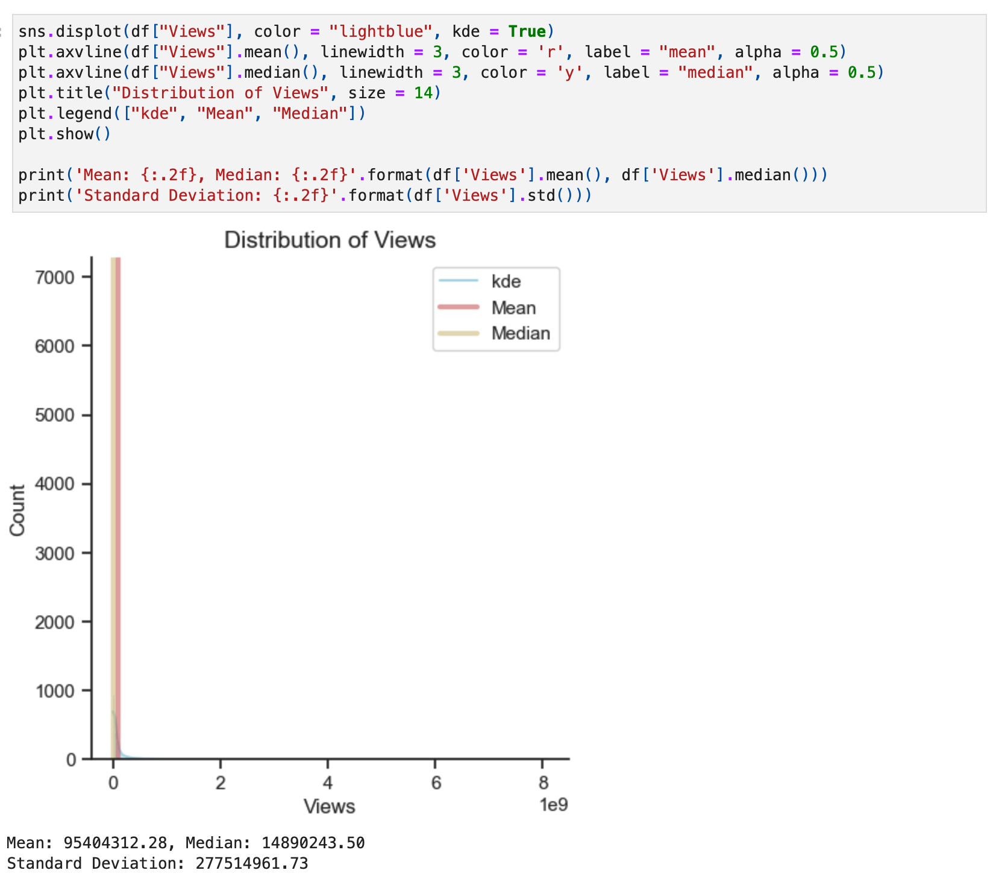 sns.displot(df["Views"], color = "lightblue", kde = True)
plt.axvline(df["Views"].mean(), linewidth = 3, color = 'r', label = "mean", alpha = 0.5)
plt.axvline(df["Views"].median(), linewidth = 3, color = 'y', label = "median", alpha = 0.5)
plt.title("Distribution of Views", size = 14)
plt.legend(["kde", "Mean", "Median"])
plt.show()
print('Mean: {:.2f}, Median: {:.2f}'.format(df['Views'].mean(), df['Views'].median()))
print('Standard Deviation: {:.2f}'.format(df['Views'].std()))
Distribution of Views
kde
Mean
Median
7000
6000
5000
4000
3000
2000
1000
0
Count
0 2 4 6 8
1e9
Views
Mean: 95404312.28, Median: 14890243.50
Standard Deviation: 277514961.73